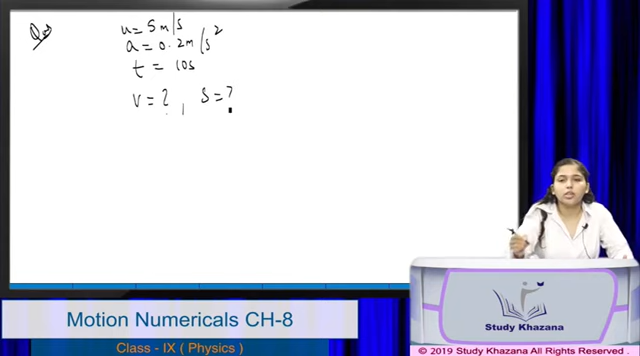 Qs
u = 5 m/s
a = 0.2 m/s²
t = 10s
v = ? , S = ?
Study Khazana
Motion Numericals CH-8
Class - IX ( Physics )
© 2019 Study Khazana. All Rights Reserved.